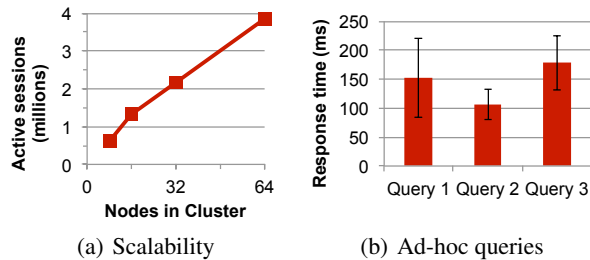 Active sessions
(millions)
4
3
2
1
0
0
32
64
Nodes in Cluster
(a) Scalability
Response time (ms)
250
200
150
100
50
0
Query 1 Query 2 Query 3
(b) Ad-hoc queries